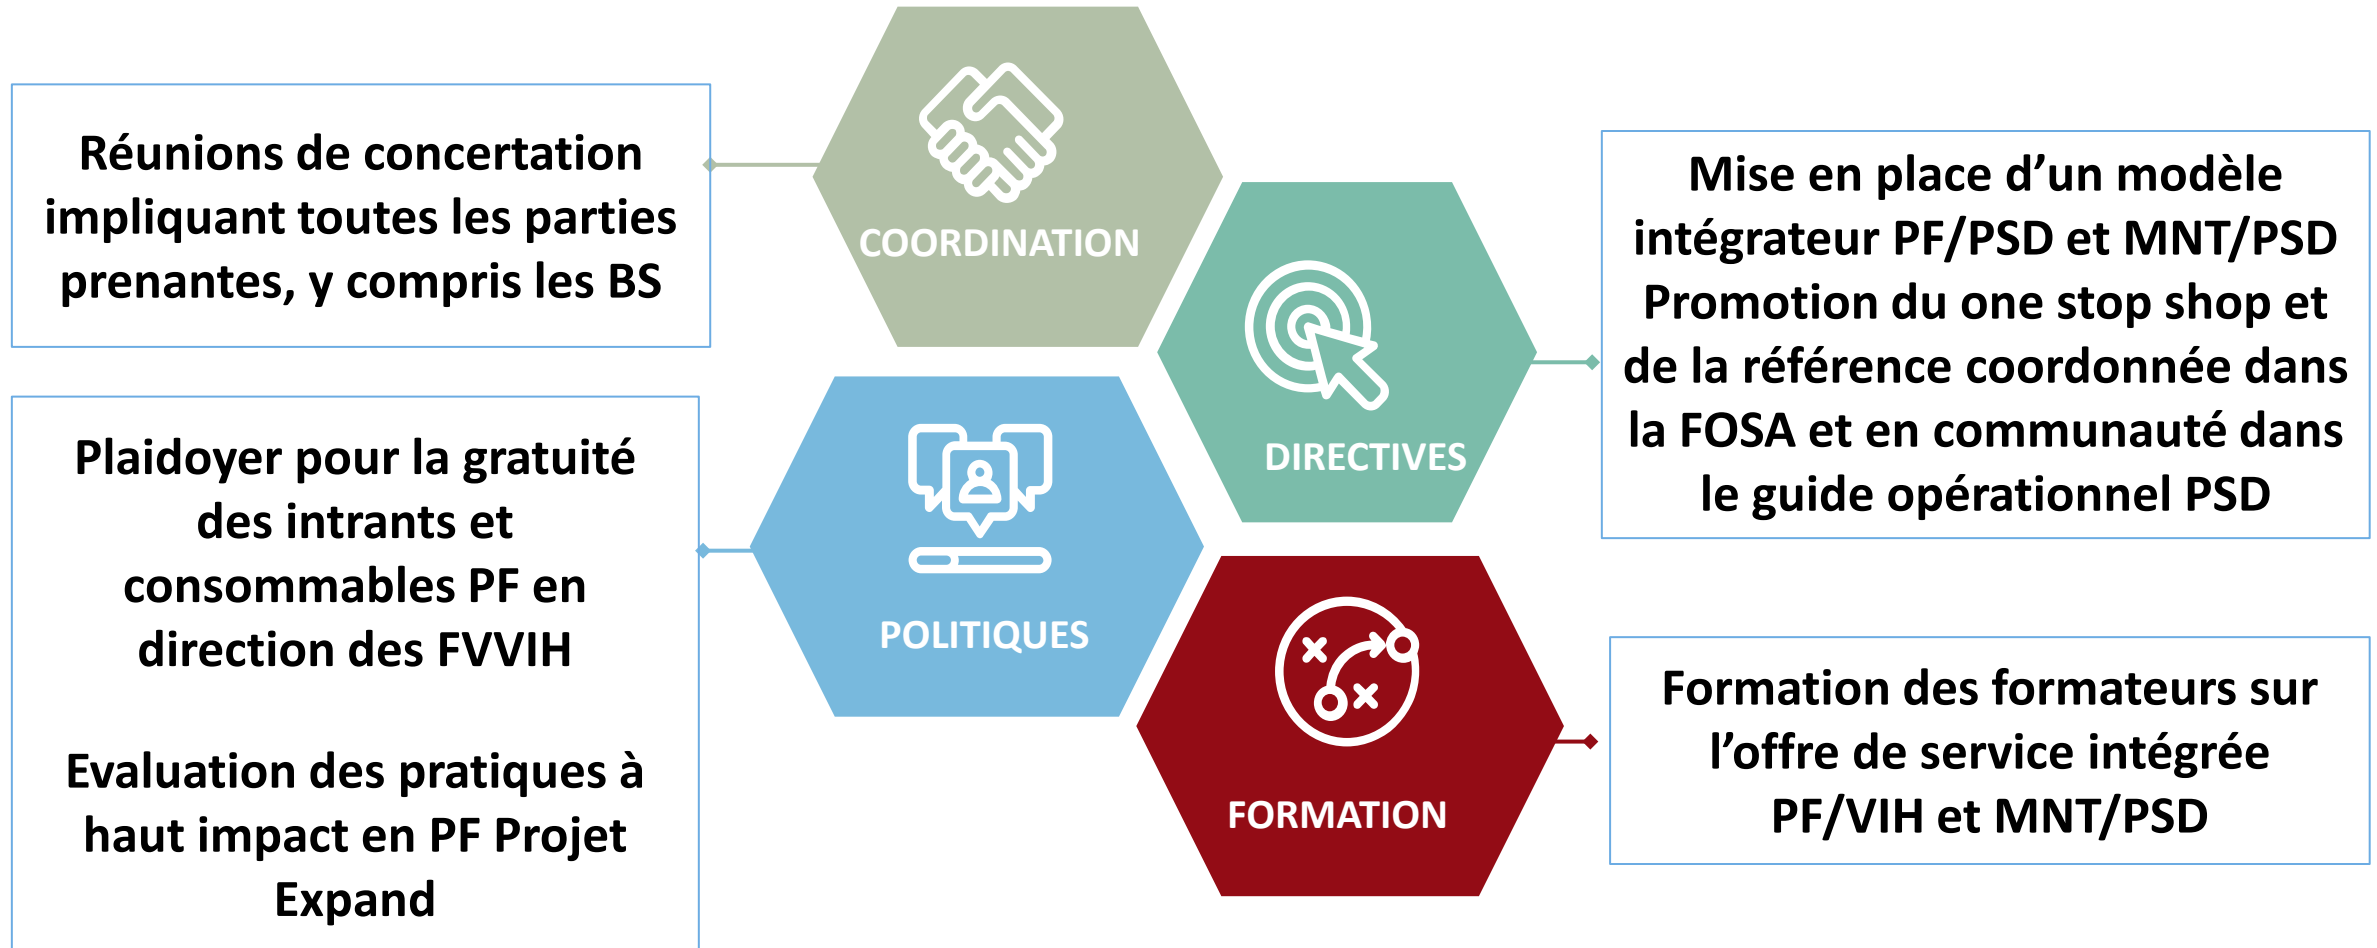 Réunions de concertation
impliquant toutes les parties
prenantes, y compris les BS
COORDINATION
Mise en place d’un modèle
intégrateur PF/PSD et MNT/PSD
Promotion du one stop shop et
de la référence coordonnée dans
la FOSA et en communauté dans
le guide opérationnel PSD
DIRECTIVES
Plaidoyer pour la gratuité
des intrants et
consommables PF en
direction des FVVIH
Evaluation des pratiques à
haut impact en PF Projet
Expand
POLITIQUES
FORMATION
Formation des formateurs sur
l’offre de service intégrée
PF/VIH et MNT/PSD